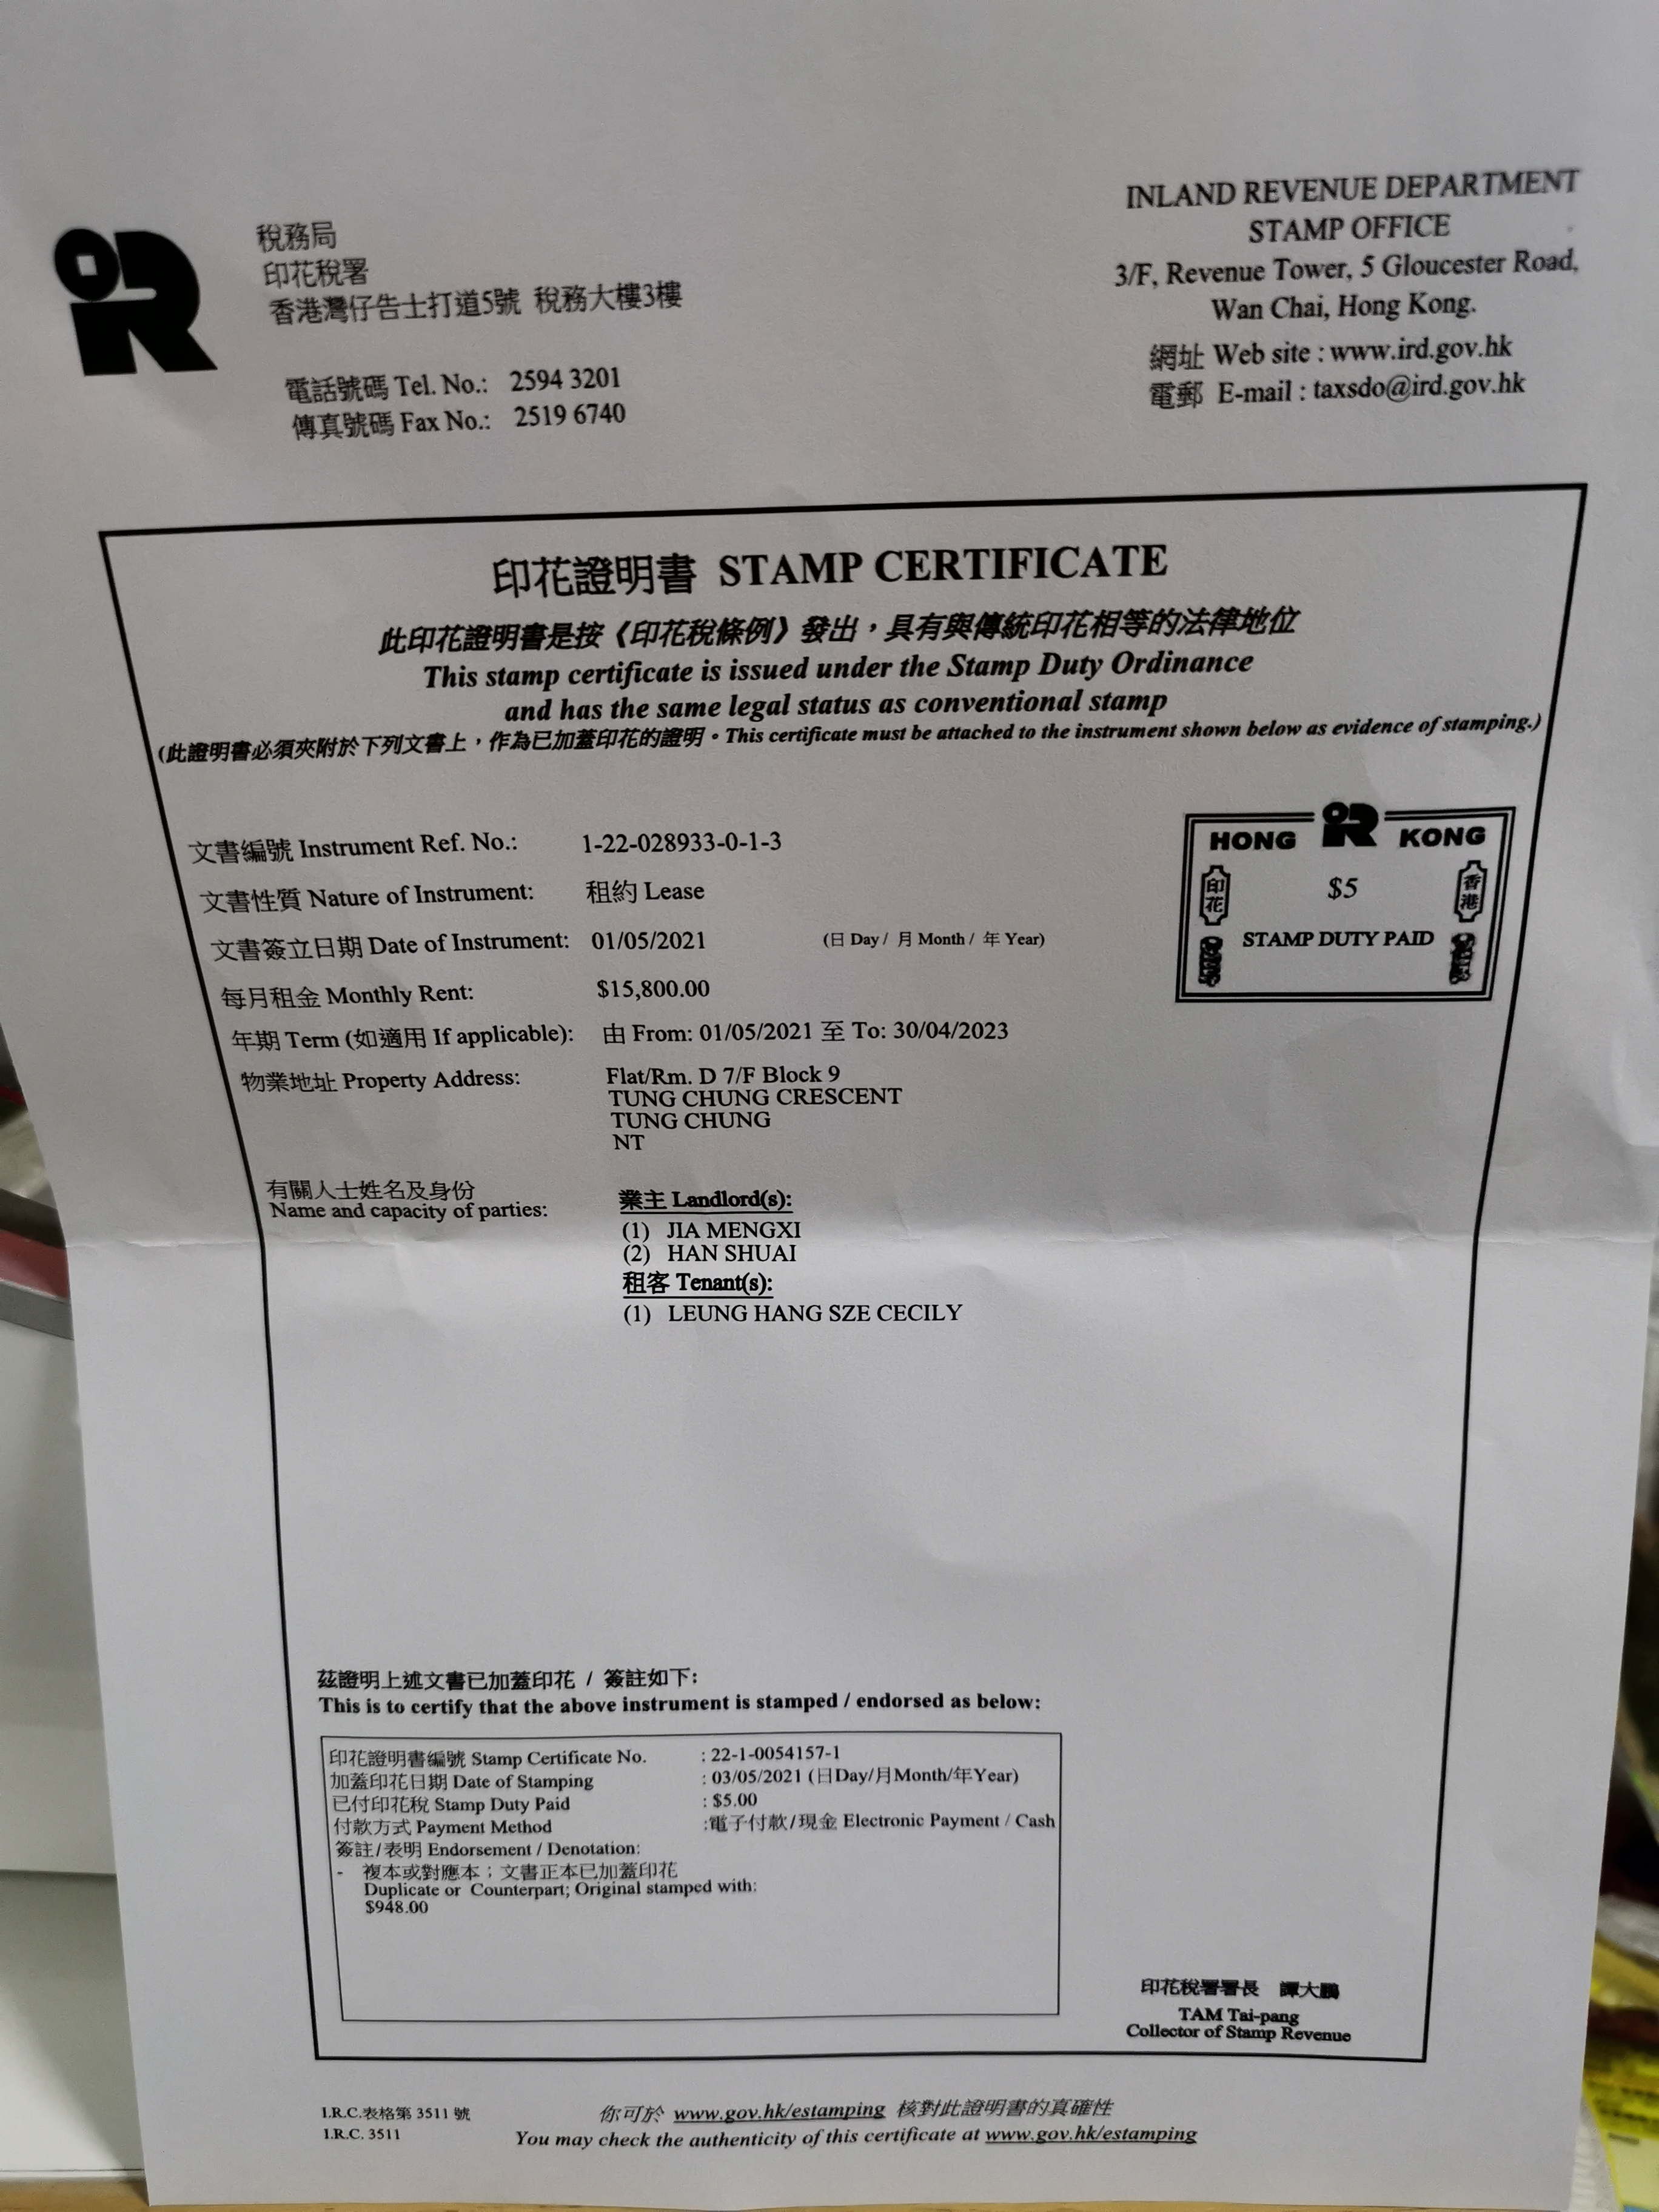 稅務局
印花稅署
香港灣仔告士打道5號 稅務大樓3樓
電話號碼 Tel. No.: 2594 3201
傳真號碼 Fax No.: 2519 6740
INLAND REVENUE DEPARTMENT
STAMP OFFICE
3/F, Revenue Tower, 5 Gloucester Road,
Wan Chai, Hong Kong.
網址 Web site : www.ird.gov.hk
電郵 E-mail : taxsdo@ird.gov.hk
印花證明書 STAMP CERTIFICATE
此印花證明書是按《印花稅條例》發出，具有與傳統印花相等的法律地位
This stamp certificate is issued under the Stamp Duty Ordinance
and has the same legal status as conventional stamp
(此證明書必須夾附於下列文書上，作為已加蓋印花的證明。This certificate must be attached to the instrument shown below as evidence of stamping.)
文書編號 Instrument Ref. No.: 1-22-028933-0-1-3
文書性質 Nature of Instrument: 租約 Lease
文書簽立日期 Date of Instrument: 01/05/2021 (日 Day / 月 Month / 年 Year)
每月租金 Monthly Rent: $15,800.00
年期 Term (如適用 If applicable): 由 From: 01/05/2021 至 To: 30/04/2023
物業地址 Property Address: Flat/Rm. D 7/F Block 9
TUNG CHUNG CRESCENT
TUNG CHUNG
NT
HONG KONG
印花
$5
香港
STAMP DUTY PAID
有關人士姓名及身份
Name and capacity of parties:
業主 Landlord(s):
(1) JIA MENGXI
(2) HAN SHUAI
租客 Tenant(s):
(1) LEUNG HANG SZE CECILY
茲證明上述文書已加蓋印花 / 簽註如下:
This is to certify that the above instrument is stamped / endorsed as below:
印花證明書編號 Stamp Certificate No. : 22-1-0054157-1
加蓋印花日期 Date of Stamping : 03/05/2021 (日Day/月Month/年Year)
已付印花稅 Stamp Duty Paid : $5.00
付款方式 Payment Method :電子付款/現金 Electronic Payment / Cash
簽註/表明 Endorsement / Denotation:
- 複本或對應本；文書正本已加蓋印花
Duplicate or Counterpart; Original stamped with:
$948.00
印花稅署署長 譚大鵬
TAM Tai-pang
Collector of Stamp Revenue
I.R.C.表格第 3511 號
I.R.C. 3511
你可於 www.gov.hk/estamping 核對此證明書的真確性
You may check the authenticity of this certificate at www.gov.hk/estamping